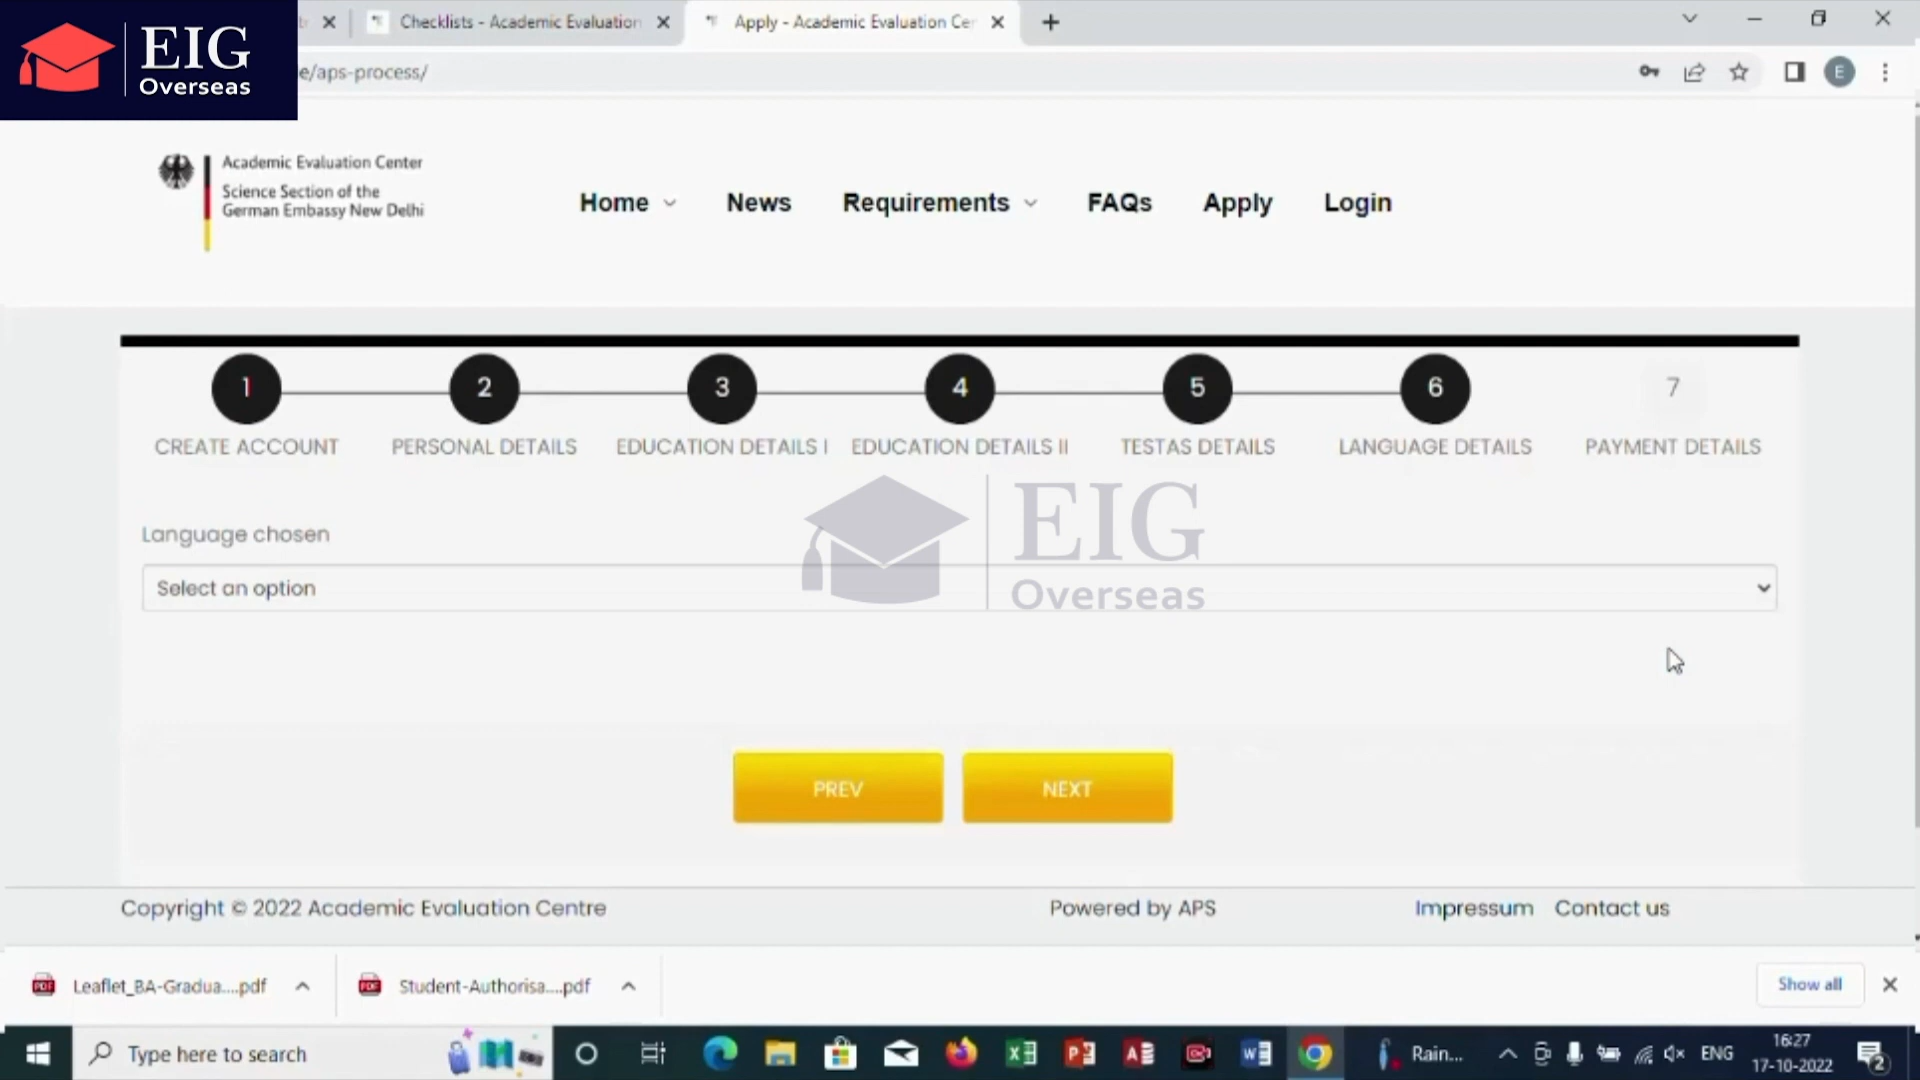 EIG
Overseas
Checklists - Academic Evaluation
Apply - Academic Evaluation Ce
e/aps-process/
E
Academic Evaluation Center
Science Section of the
German Embassy New Delhi
Home
News
Requirements
FAQs
Apply
Login
1
2
3
4
5
6
7
CREATE ACCOUNT
PERSONAL DETAILS
EDUCATION DETAILS I
EDUCATION DETAILS II
TESTAS DETAILS
LANGUAGE DETAILS
PAYMENT DETAILS
EIG
Overseas
Language chosen
Select an option
PREV
NEXT
Copyright © 2022 Academic Evaluation Centre
Powered by APS
Impressum
Contact us
Leaflet_BA-Gradua....pdf
Student-Authorisa....pdf
Show all
Type here to search
Rain...
ENG
16:27
17-10-2022
2